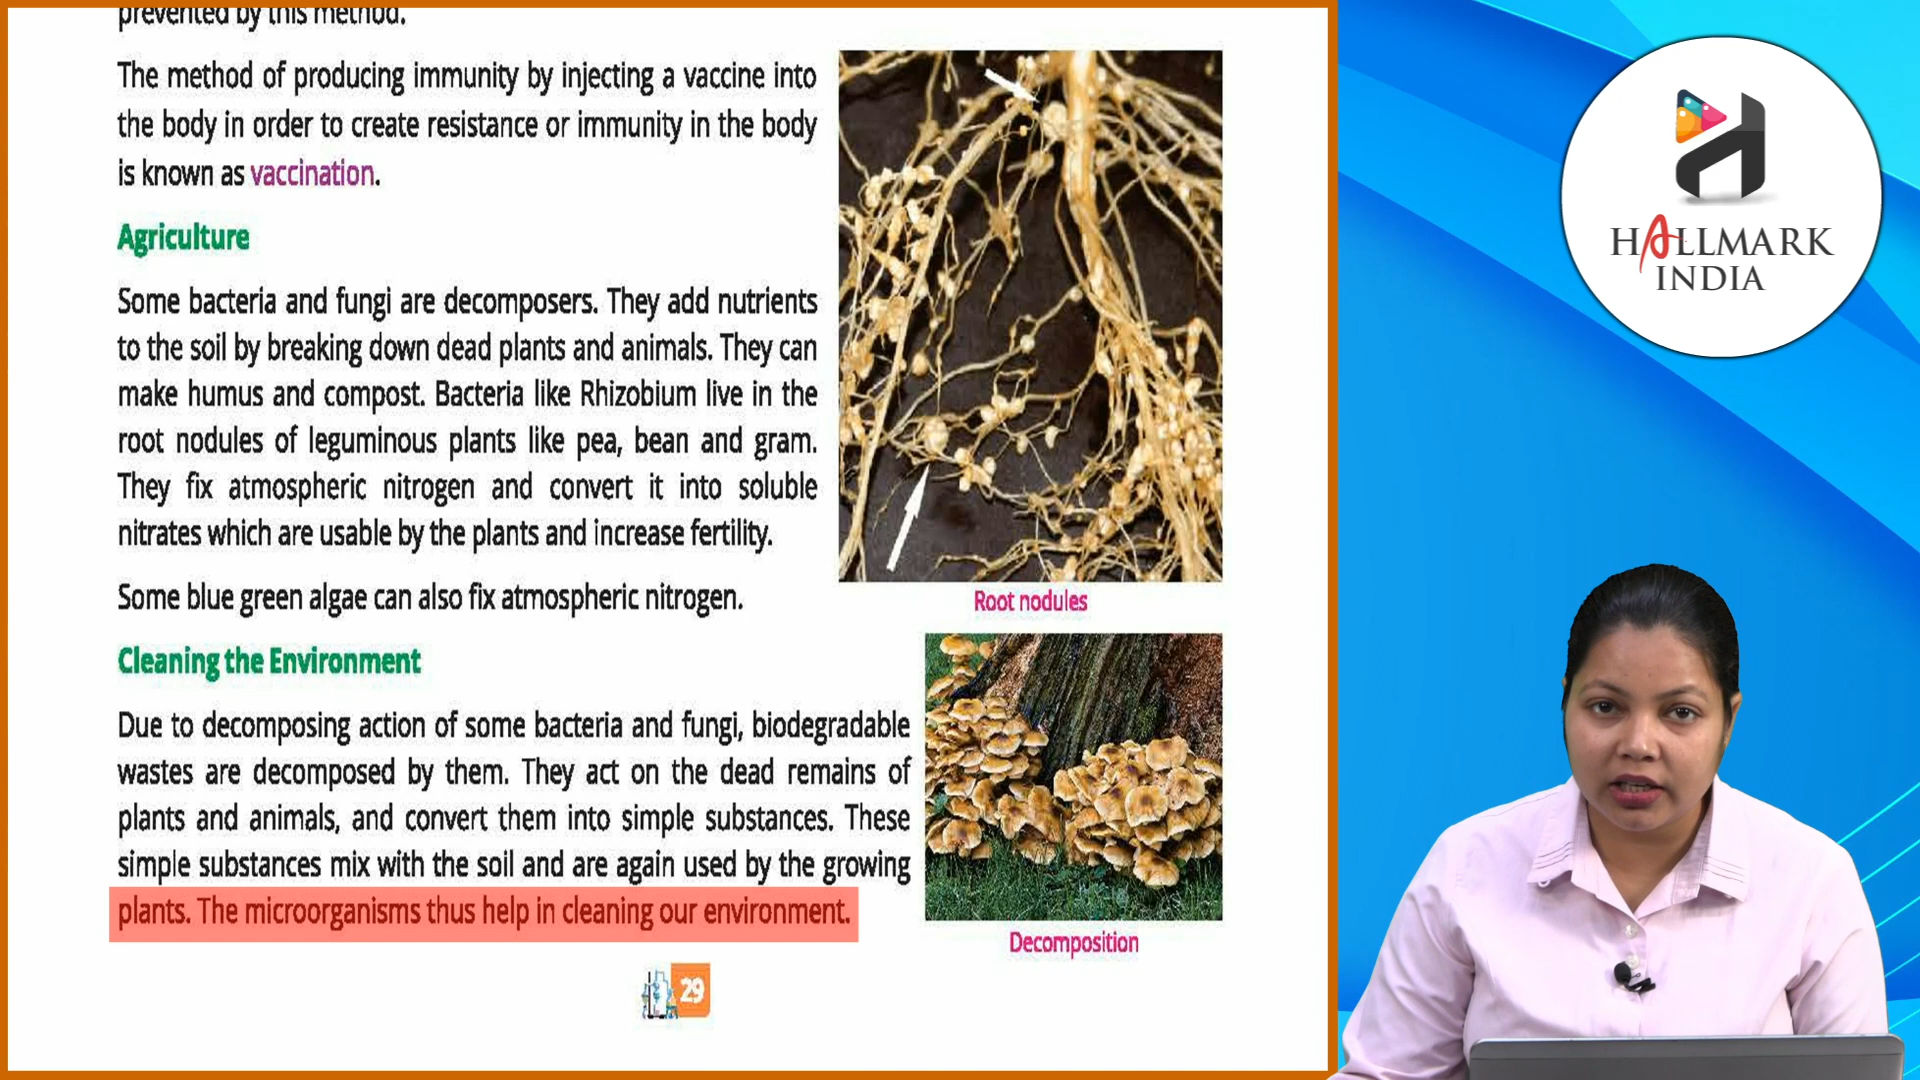 prevented by this method.
The method of producing immunity by injecting a vaccine into
the body in order to create resistance or immunity in the body
is known as vaccination.
Agriculture
Some bacteria and fungi are decomposers. They add nutrients
to the soil by breaking down dead plants and animals. They can
make humus and compost. Bacteria like Rhizobium live in the
root nodules of leguminous plants like pea, bean and gram.
They fix atmospheric nitrogen and convert it into soluble
nitrates which are usable by the plants and increase fertility.
Some blue green algae can also fix atmospheric nitrogen.
Root nodules
Cleaning the Environment
Due to decomposing action of some bacteria and fungi, biodegradable
wastes are decomposed by them. They act on the dead remains of
plants and animals, and convert them into simple substances. These
simple substances mix with the soil and are again used by the growing
plants. The microorganisms thus help in cleaning our environment.
Decomposition
29
HALLMARK
INDIA